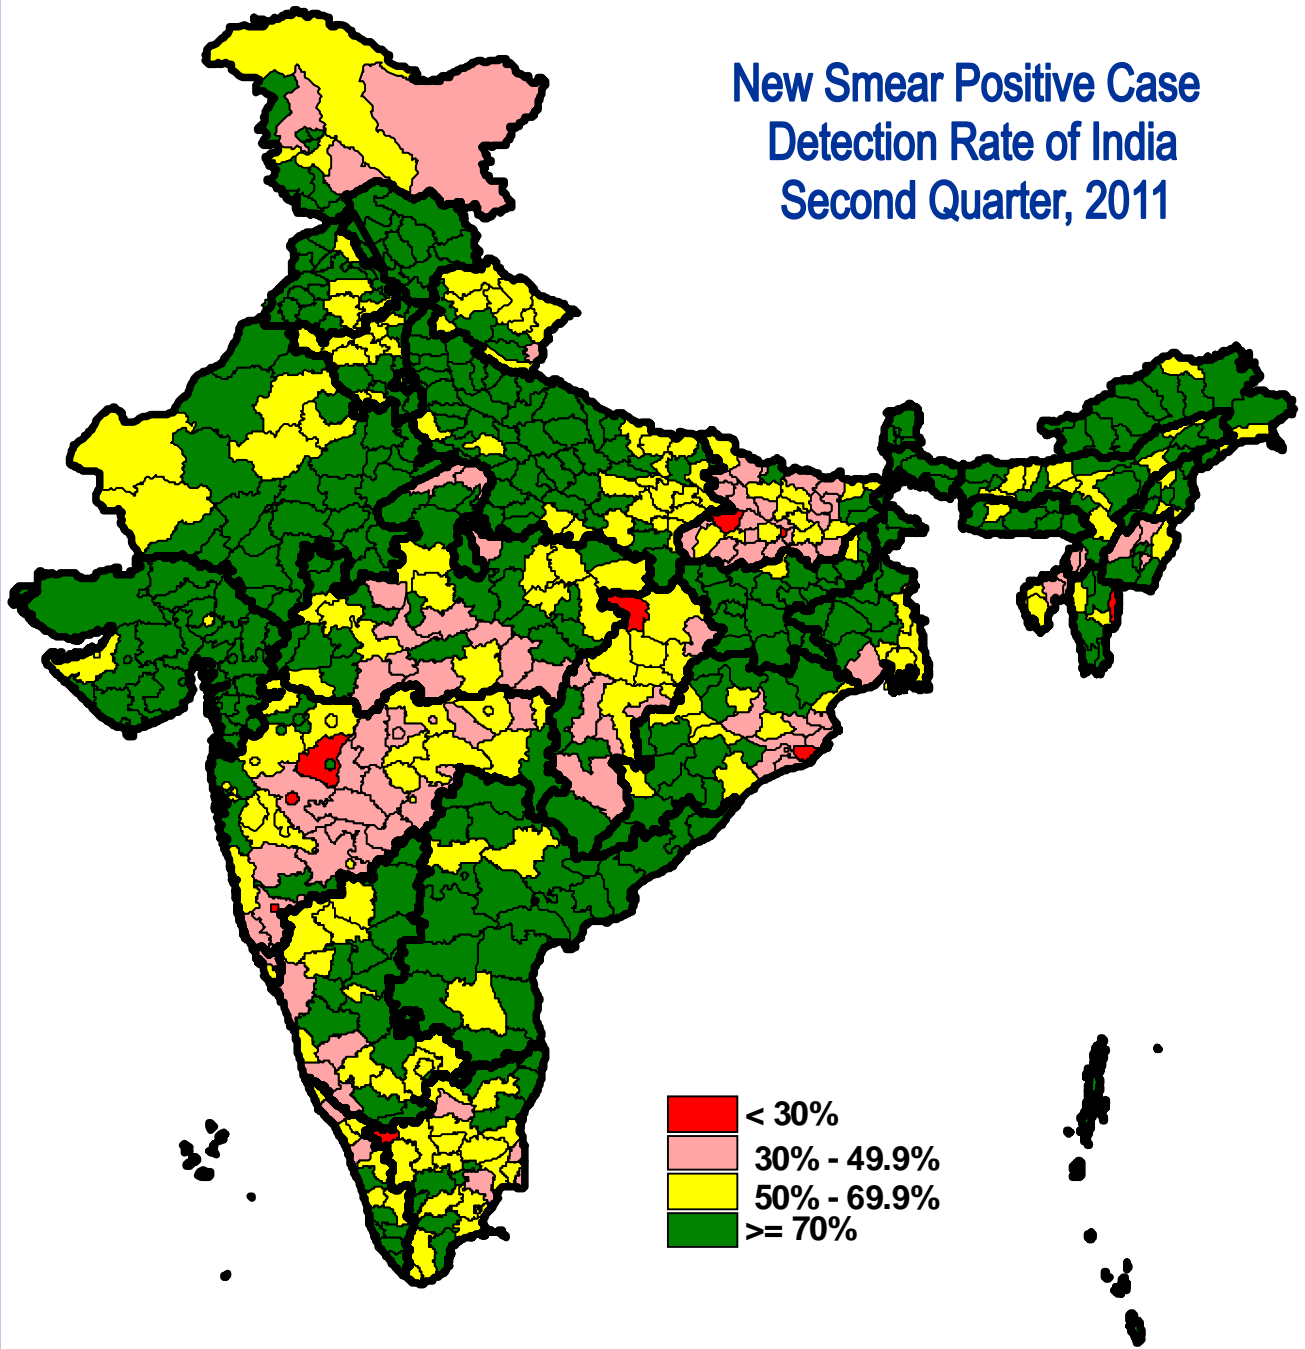 New Smear Positive Case
Detection Rate of India
Second Quarter, 2011
< 30%
30% - 49.9%
50% - 69.9%
>= 70%